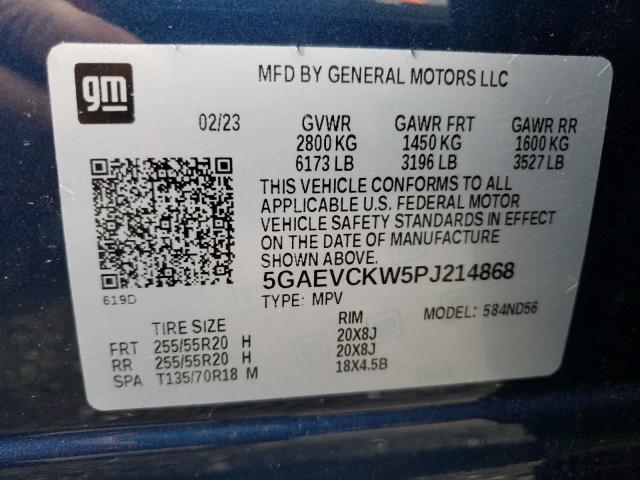 gm
MFD BY GENERAL MOTORS LLC
02/23 GVWR GAWR FRT GAWR RR
2800 KG 1450 KG 1600 KG
6173 LB 3196 LB 3527 LB
THIS VEHICLE CONFORMS TO ALL
APPLICABLE U.S. FEDERAL MOTOR
VEHICLE SAFETY STANDARDS IN EFFECT
ON THE DATE OF MANUFACTURE
SHOWN ABOVE.
5GAEVCKW5PJ214868
619D
TYPE: MPV MODEL: 584ND56
TIRE SIZE RIM
FRT 255/55R20 H 20X8J
RR 255/55R20 H 20X8J
SPA T135/70R18 M 18X4.5B